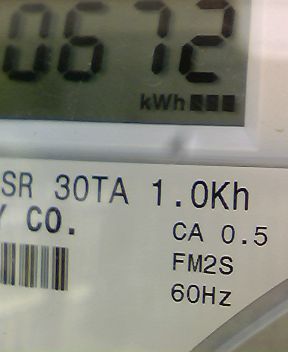 0672
kWh
SR 30TA 1.0Kh
Y CO.
CA 0.5
FM2S
60Hz